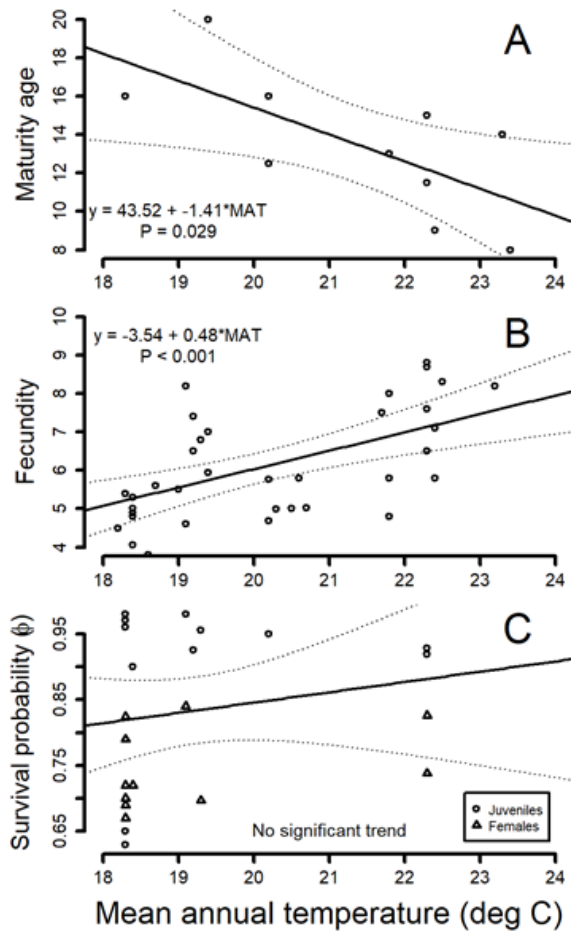 A
Maturity age
20
18
16
14
12
10
8
y = 43.52 + -1.41*MAT
P = 0.029
18 19 20 21 22 23 24
B
Fecundity
10
9
8
7
6
5
4
y = -3.54 + 0.48*MAT
P < 0.001
18 19 20 21 22 23 24
C
Survival probability (ϕ)
0.95
0.85
0.75
0.65
Juveniles
Females
No significant trend
18 19 20 21 22 23 24
Mean annual temperature (deg C)